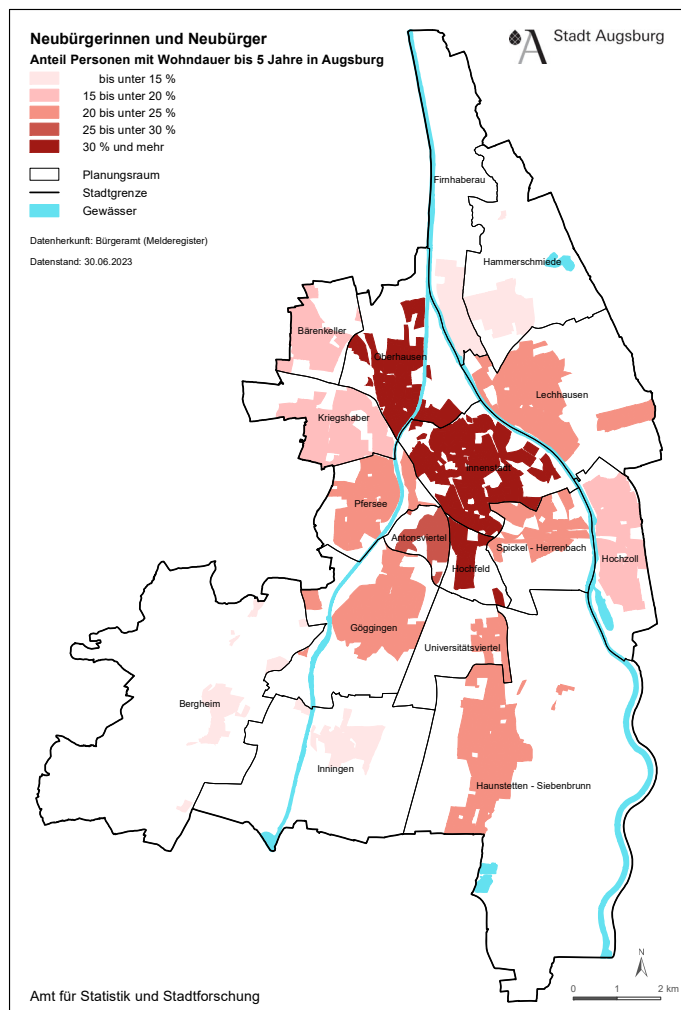 Neubürgerinnen und Neubürger
Anteil Personen mit Wohndauer bis 5 Jahre in Augsburg
bis unter 15 %
15 bis unter 20 %
20 bis unter 25 %
25 bis unter 30 %
30 % und mehr
Planungsraum
Stadtgrenze
Gewässer
Datenherkunft: Bürgeramt (Melderegister)
Datenstand: 30.06.2023
A Stadt Augsburg
Firnhaberau
Hammerschmiede
Bärenkeller
Oberhausen
Lechhausen
Kriegshaber
Innenstadt
Pfersee
Antonsviertel
Spickel - Herrenbach
Hochzoll
Hochfeld
Göggingen
Universitätsviertel
Bergheim
Inningen
Haunstetten - Siebenbrunn
N
0 1 2 km
Amt für Statistik und Stadtforschung